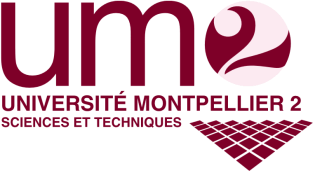 um2
UNIVERSITÉ MONTPELLIER 2
SCIENCES ET TECHNIQUES